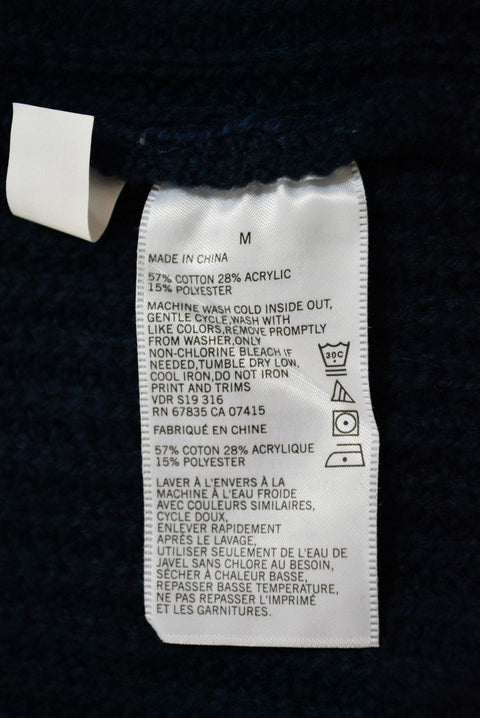 M
MADE IN CHINA
57% COTTON 28% ACRYLIC
15% POLYESTER
MACHINE WASH COLD INSIDE OUT,
GENTLE CYCLE,WASH WITH
LIKE COLORS,REMOVE PROMPTLY
FROM WASHER,ONLY
NON-CHLORINE BLEACH IF
NEEDED,TUMBLE DRY LOW,
COOL IRON,DO NOT IRON
PRINT AND TRIMS
VDR S19 316
RN 67835 CA 07415
30C
FABRIQUÉ EN CHINE
57% COTON 28% ACRYLIQUE
15% POLYESTER
LAVER À L'ENVERS À LA
MACHINE À L'EAU FROIDE
AVEC COULEURS SIMILAIRES,
CYCLE DOUX,
ENLEVER RAPIDEMENT
APRÈS LE LAVAGE,
UTILISER SEULEMENT DE L'EAU DE
JAVEL SANS CHLORE AU BESOIN,
SÉCHER À CHALEUR BASSE,
REPASSER BASSE TEMPERATURE,
NE PAS REPASSER L'IMPRIMÉ
ET LES GARNITURES.